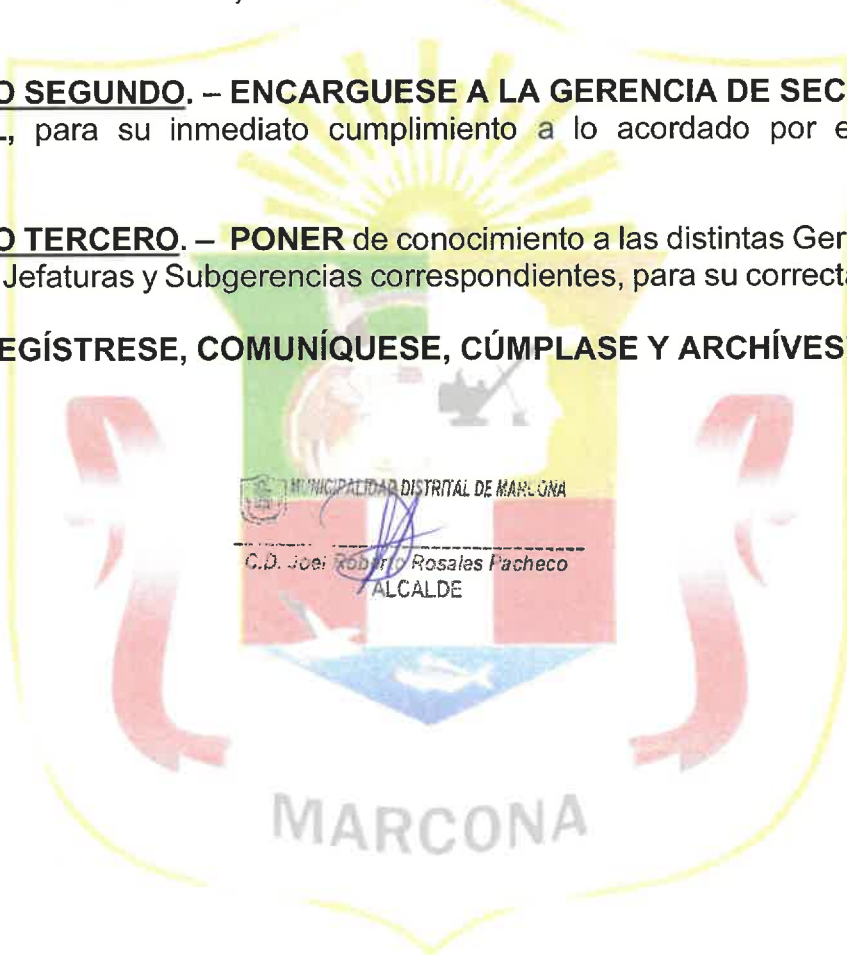 O SEGUNDO. – ENCARGUESE A LA GERENCIA DE SEC
L, para su inmediato cumplimiento a lo acordado por e
O TERCERO. – PONER de conocimiento a las distintas Ger
Jefaturas y Subgerencias correspondientes, para su correcta
EGÍSTRESE, COMUNÍQUESE, CÚMPLASE Y ARCHÍVES
MUNICIPALIDAD DISTRITAL DE MARCONA
C.D. Joel Roberto Rosales Pacheco
ALCALDE
MARCONA